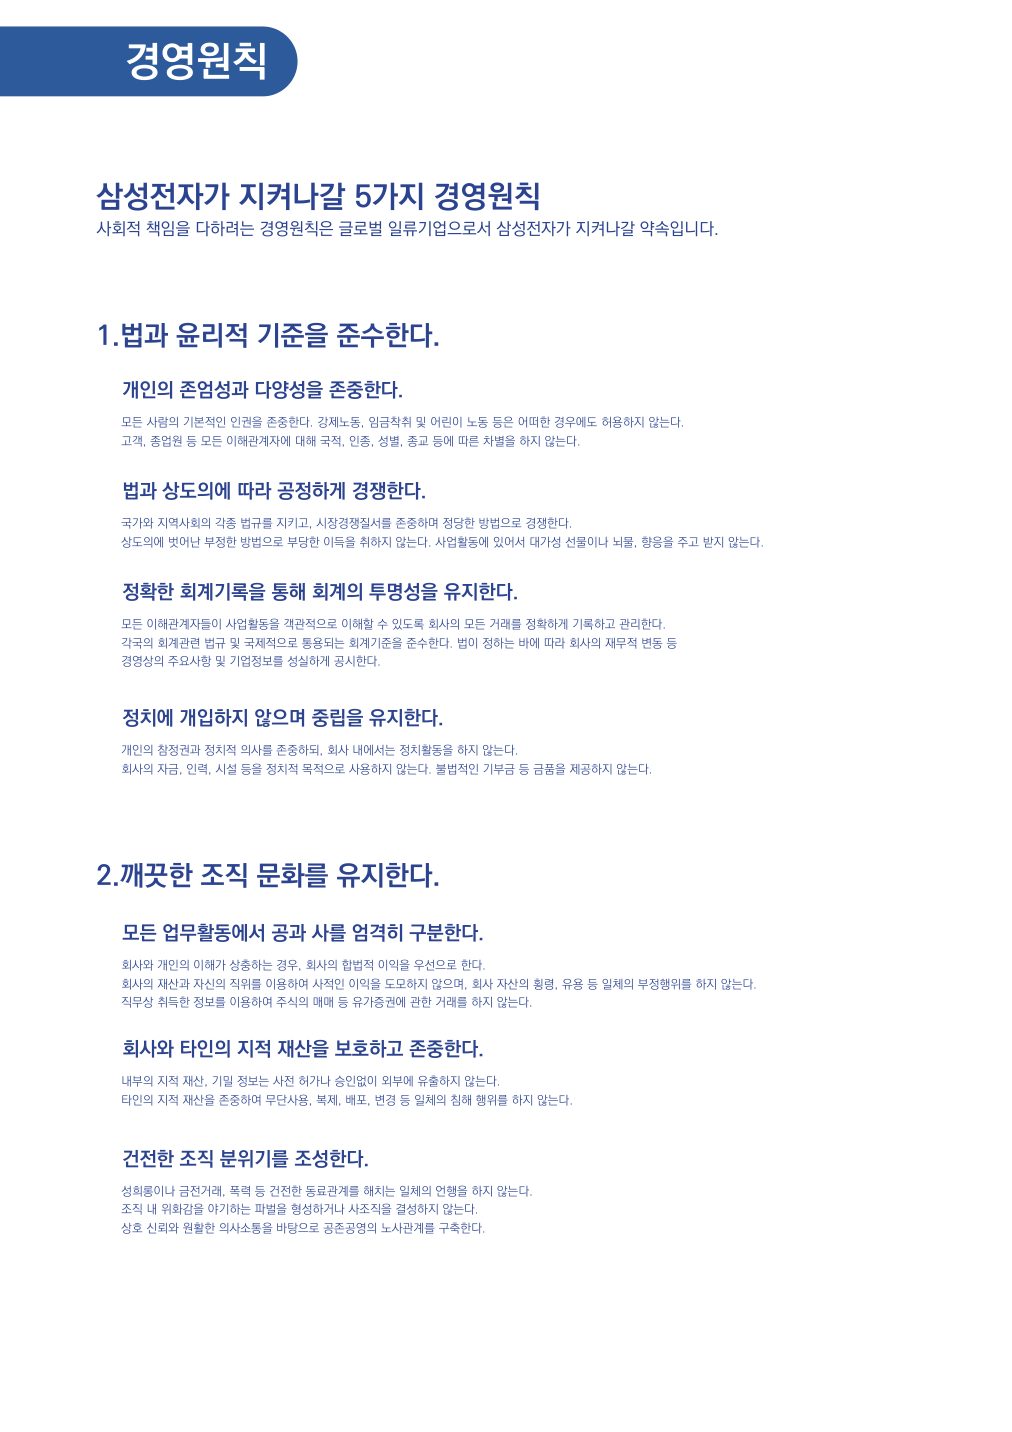 경영원칙
삼성전자가 지켜나갈 5가지 경영원칙
사회적 책임을 다하려는 경영원칙은 글로벌 일류기업으로서 삼성전자가 지켜나갈 약속입니다.
1.법과 윤리적 기준을 준수한다.
개인의 존엄성과 다양성을 존중한다.
모든 사람의 기본적인 인권을 존중한다. 강제노동, 임금착취 및 어린이 노동 등은 어떠한 경우에도 허용하지 않는다.
고객, 종업원 등 모든 이해관계자에 대해 국적, 인종, 성별, 종교 등에 따른 차별을 하지 않는다.
법과 상도의에 따라 공정하게 경쟁한다.
국가와 지역사회의 각종 법규를 지키고, 시장경쟁질서를 존중하며 정당한 방법으로 경쟁한다.
상도의에 벗어난 부정한 방법으로 부당한 이득을 취하지 않는다. 사업활동에 있어서 대가성 선물이나 뇌물, 향응을 주고 받지 않는다.
정확한 회계기록을 통해 회계의 투명성을 유지한다.
모든 이해관계자들이 사업활동을 객관적으로 이해할 수 있도록 회사의 모든 거래를 정확하게 기록하고 관리한다.
각국의 회계관련 법규 및 국제적으로 통용되는 회계기준을 준수한다. 법이 정하는 바에 따라 회사의 재무적 변동 등
경영상의 주요사항 및 기업정보를 성실하게 공시한다.
정치에 개입하지 않으며 중립을 유지한다.
개인의 참정권과 정치적 의사를 존중하되, 회사 내에서는 정치활동을 하지 않는다.
회사의 자금, 인력, 시설 등을 정치적 목적으로 사용하지 않는다. 불법적인 기부금 등 금품을 제공하지 않는다.
2.깨끗한 조직 문화를 유지한다.
모든 업무활동에서 공과 사를 엄격히 구분한다.
회사와 개인의 이해가 상충하는 경우, 회사의 합법적 이익을 우선으로 한다.
회사의 재산과 자신의 직위를 이용하여 사적인 이익을 도모하지 않으며, 회사 자산의 횡령, 유용 등 일체의 부정행위를 하지 않는다.
직무상 취득한 정보를 이용하여 주식의 매매 등 유가증권에 관한 거래를 하지 않는다.
회사와 타인의 지적 재산을 보호하고 존중한다.
내부의 지적 재산, 기밀 정보는 사전 허가나 승인없이 외부에 유출하지 않는다.
타인의 지적 재산을 존중하여 무단사용, 복제, 배포, 변경 등 일체의 침해 행위를 하지 않는다.
건전한 조직 분위기를 조성한다.
성희롱이나 금전거래, 폭력 등 건전한 동료관계를 해치는 일체의 언행을 하지 않는다.
조직 내 위화감을 야기하는 파벌을 형성하거나 사조직을 결성하지 않는다.
상호 신뢰와 원활한 의사소통을 바탕으로 공존공영의 노사관계를 구축한다.